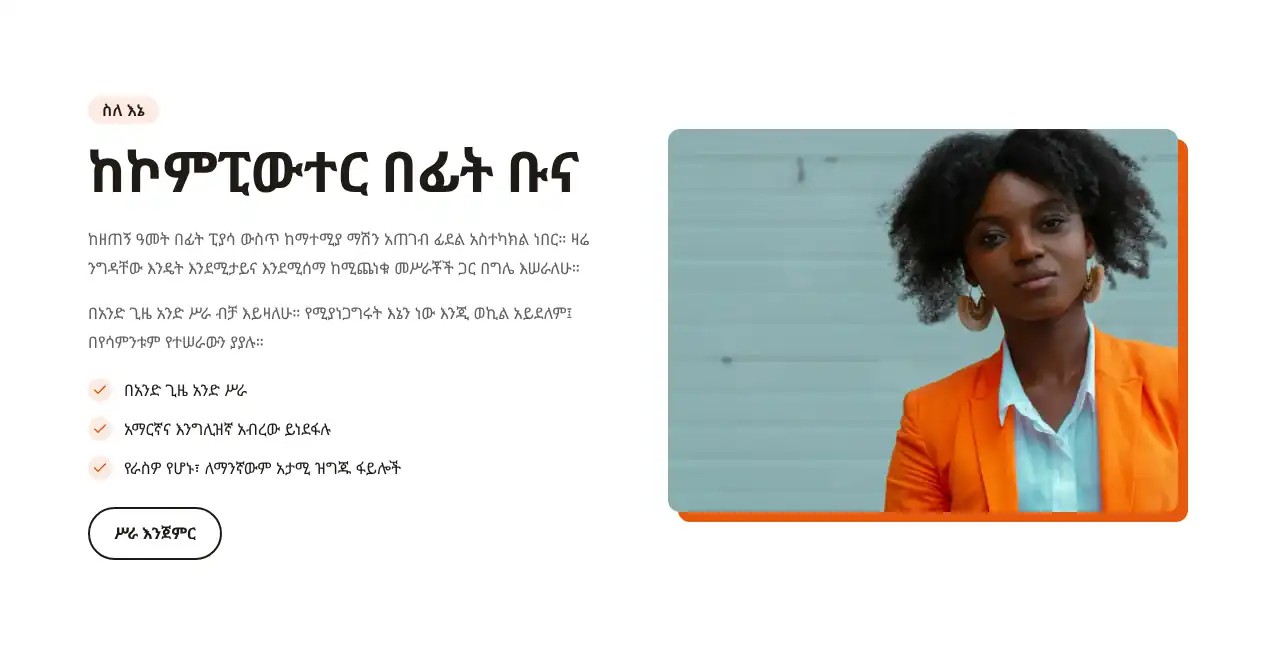 ስለ እኔ
ከኮምፒውተር በፊት ቡና
ከዘጠኝ ዓመት በፊት ፒያሳ ውስጥ ከማተሚያ ማሽን አጠገብ ፊደል አስተካክል ነበር። ዛሬ
ንግዳቸው እንዴት እንደሚታይና እንደሚሰማ ከሚጨነቁ መሥራቾች ጋር በግሌ እሠራለሁ።
በአንድ ጊዜ አንድ ሥራ ብቻ እይዛለሁ። የሚያነጋግሩት እኔን ነው እንጂ ወኪል አይደለም፤
በየሳምንቱም የተሠራውን ያያሉ።
በአንድ ጊዜ አንድ ሥራ
አማርኛና እንግሊዝኛ አብረው ይነደፋሉ
የራስዎ የሆኑ፣ ለማንኛውም አታሚ ዝግጁ ፋይሎች
ሥራ እንጀምር